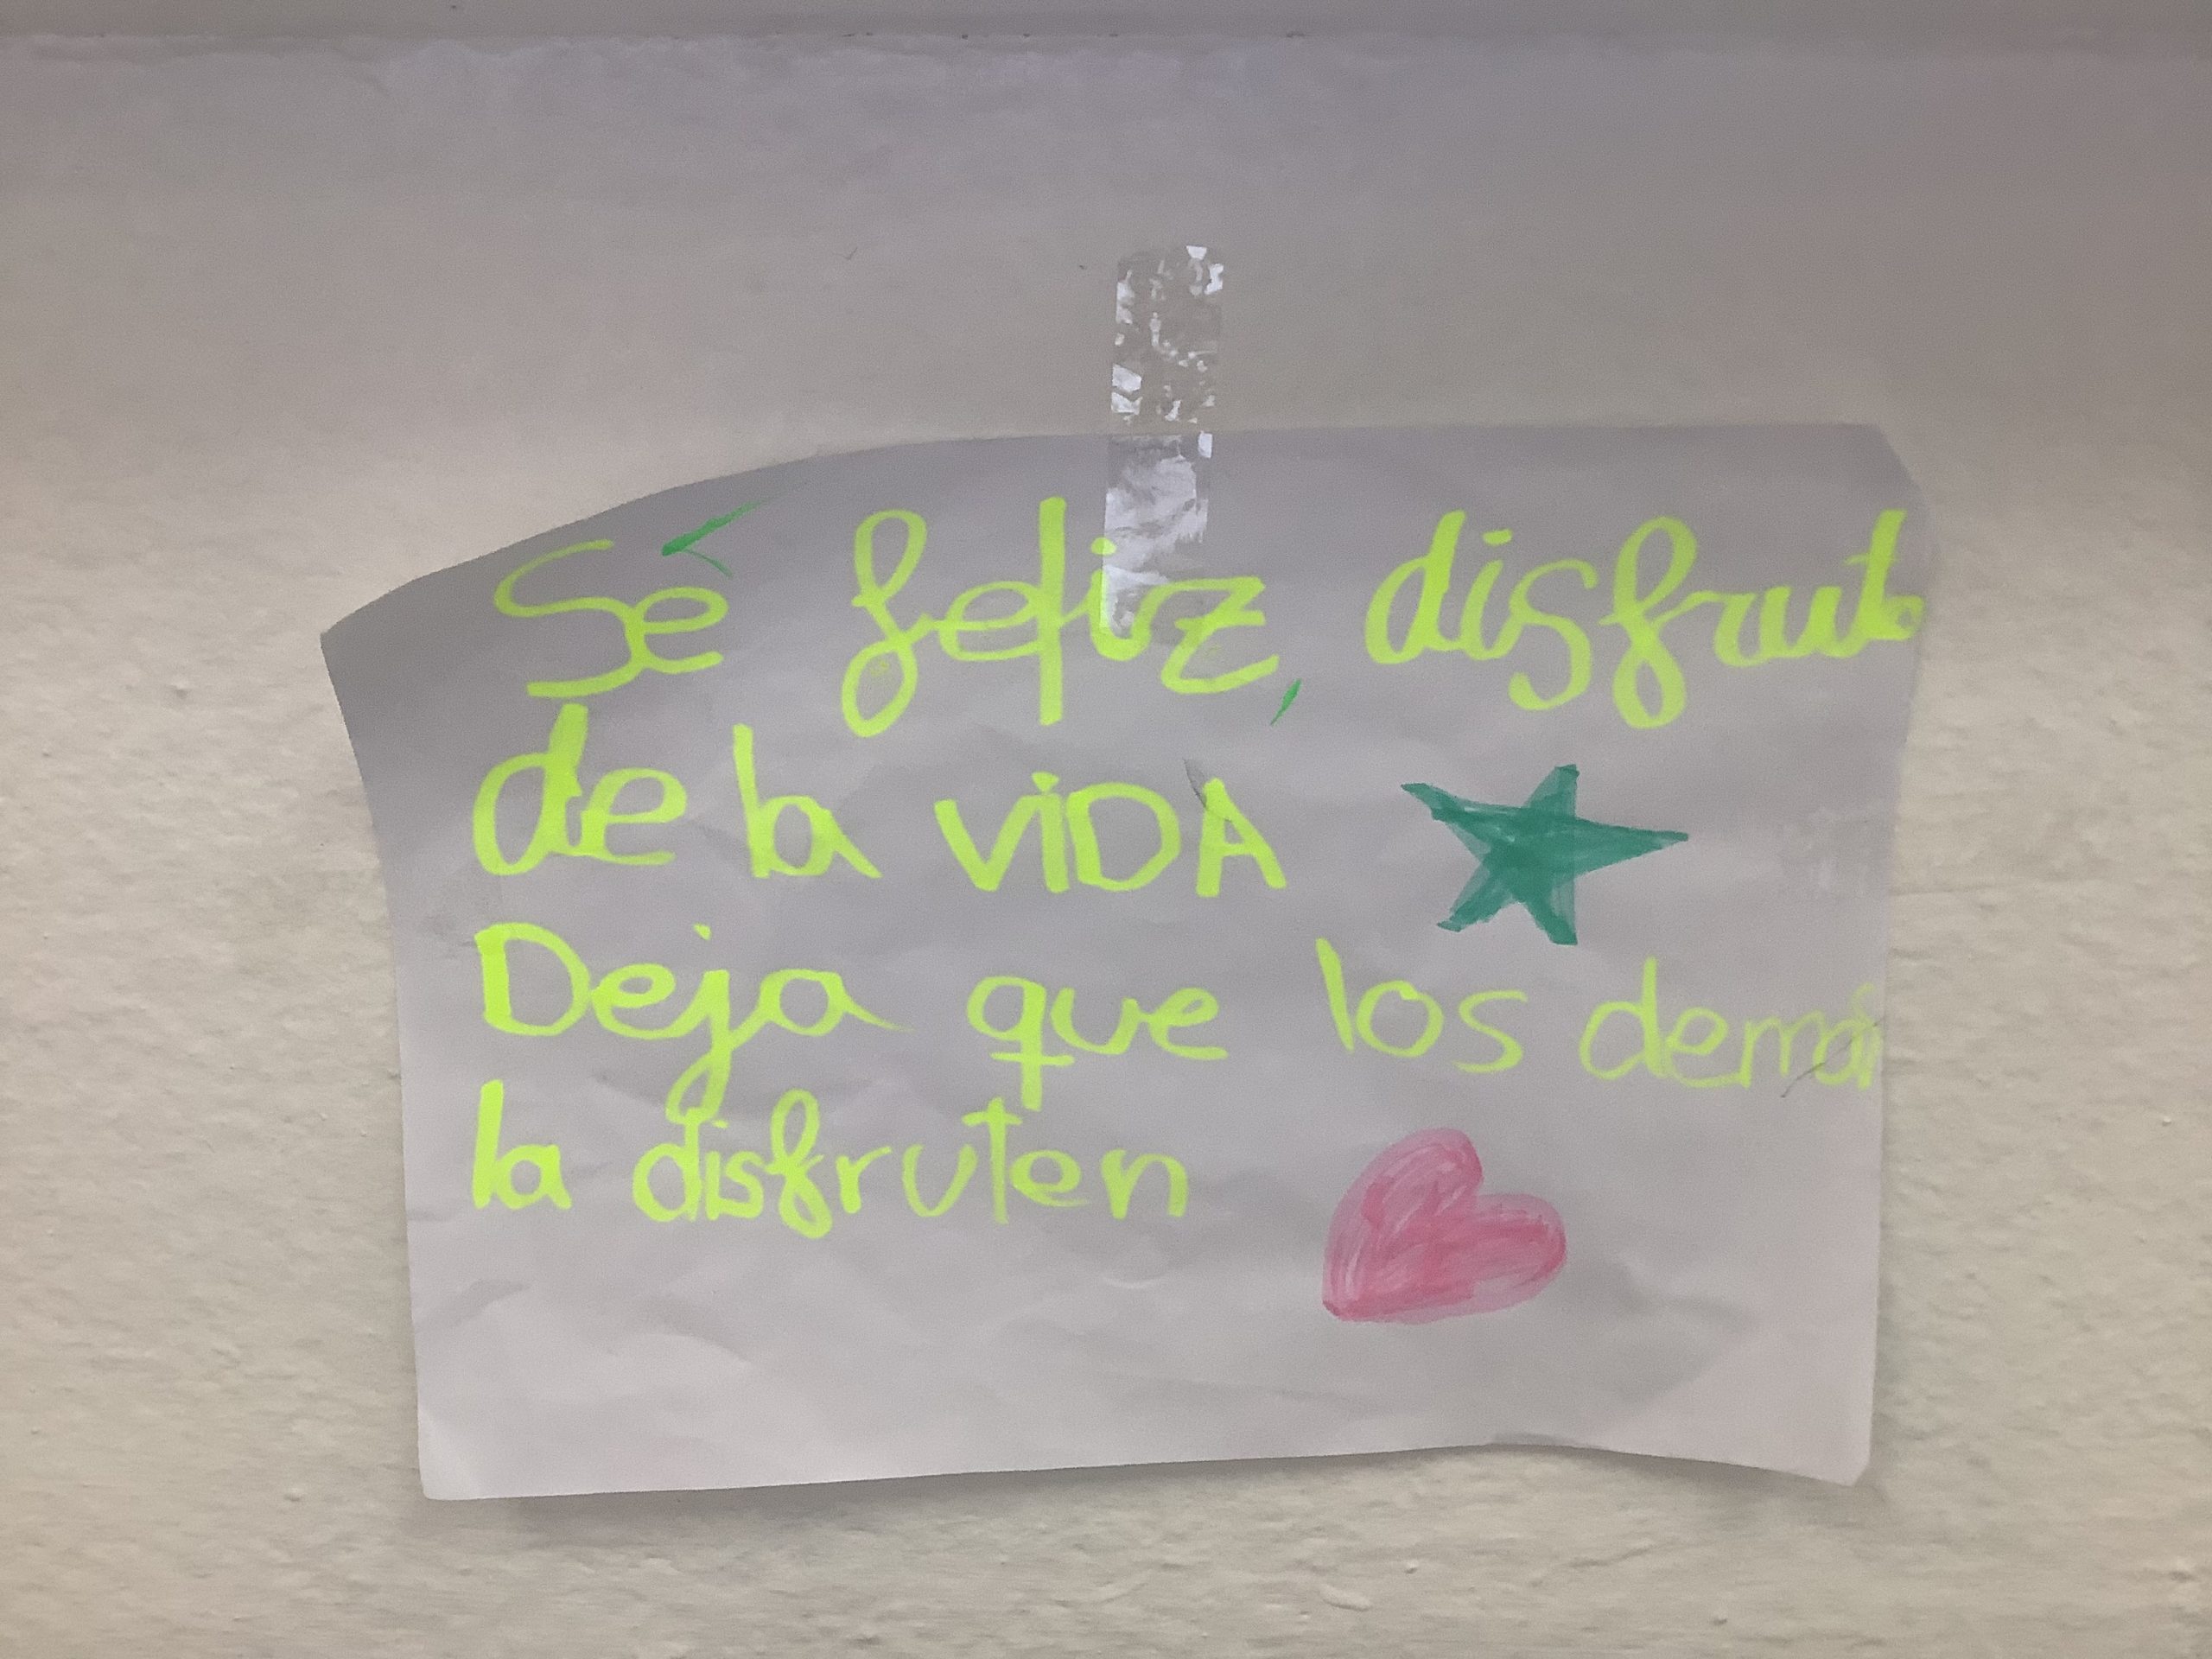 Sé feliz, disfruta
de la ViDA
Deja que los demás
la disfruten